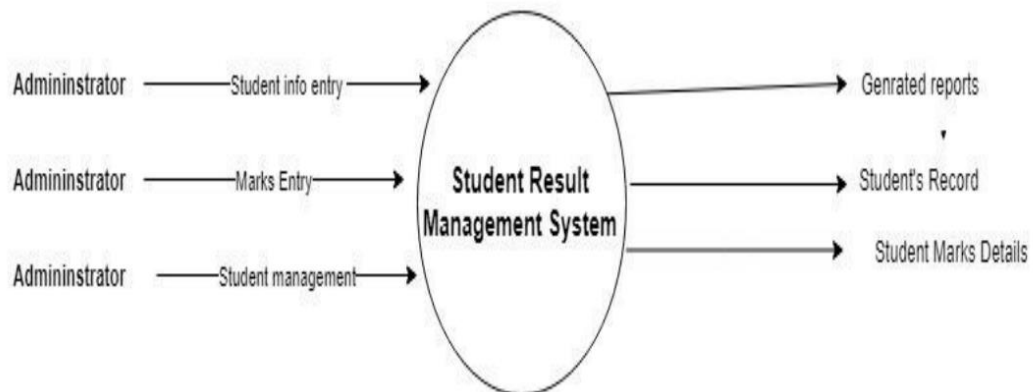 Admininstrator
Student info entry
Genrated reports
Admininstrator
Marks Entry
Student Result
Management System
Student's Record
Admininstrator
Student management
Student Marks Details